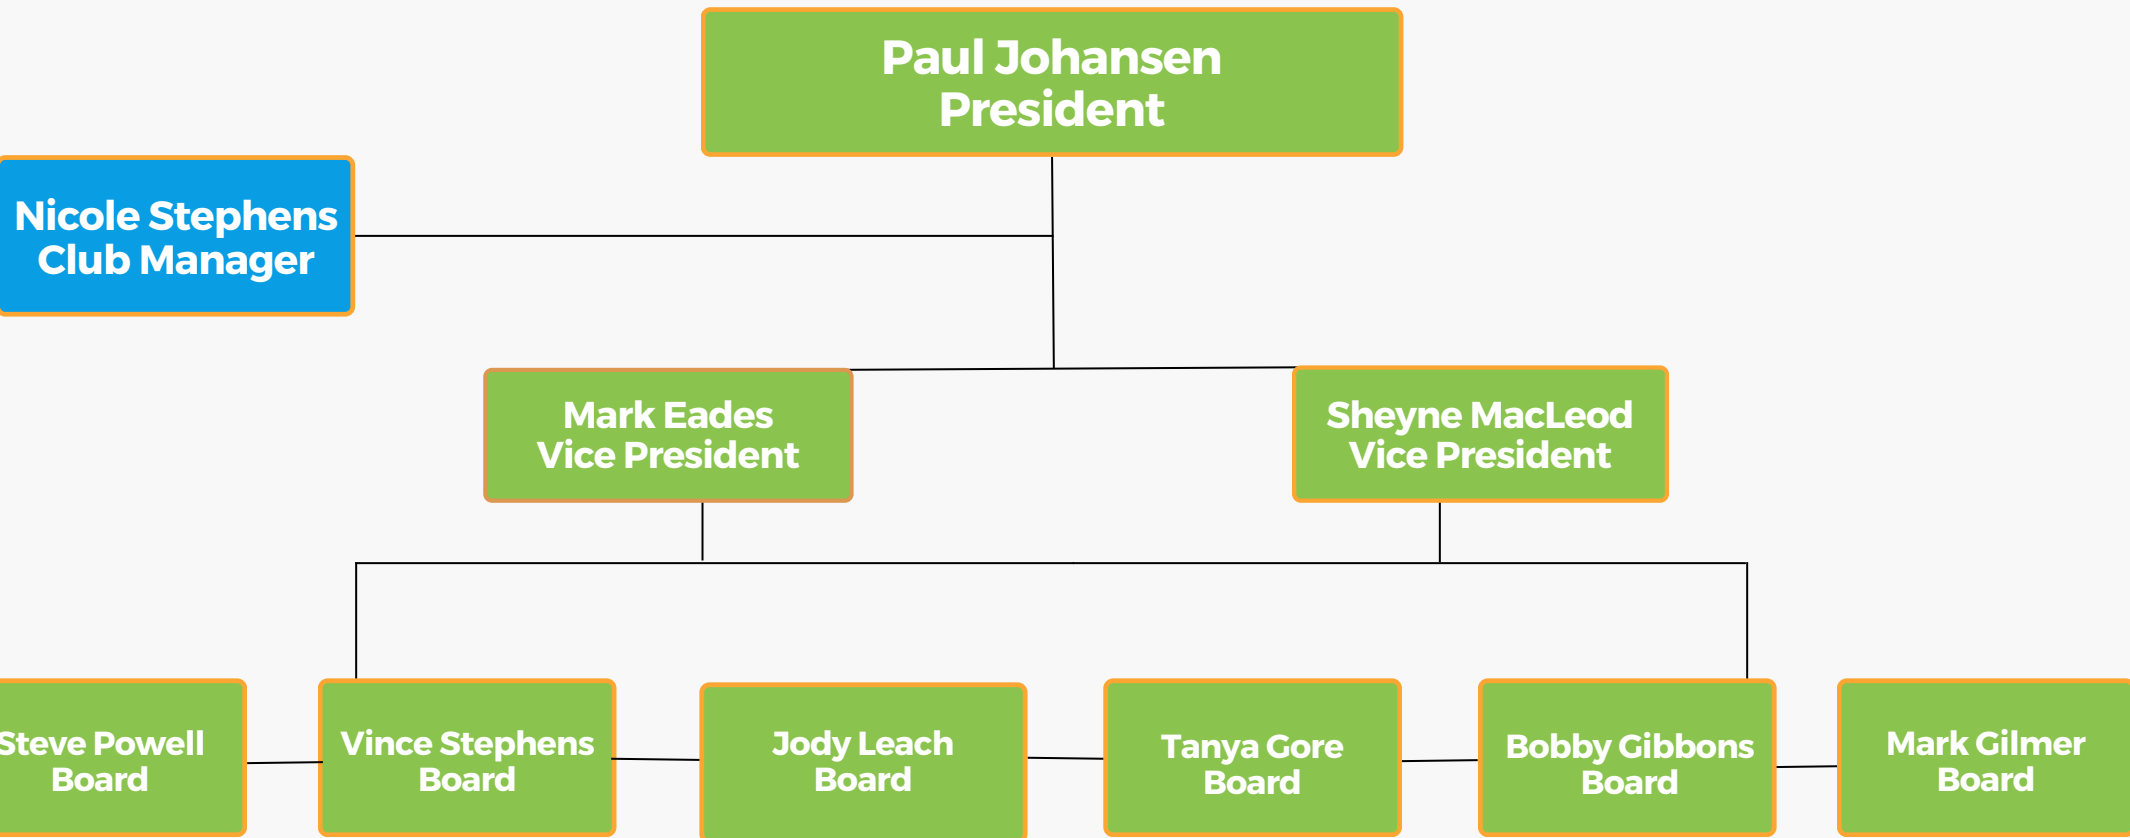 Paul Johansen
President
Nicole Stephens
Club Manager
Mark Eades
Vice President
Sheyne MacLeod
Vice President
Steve Powell
Board
Vince Stephens
Board
Jody Leach
Board
Tanya Gore
Board
Bobby Gibbons
Board
Mark Gilmer
Board